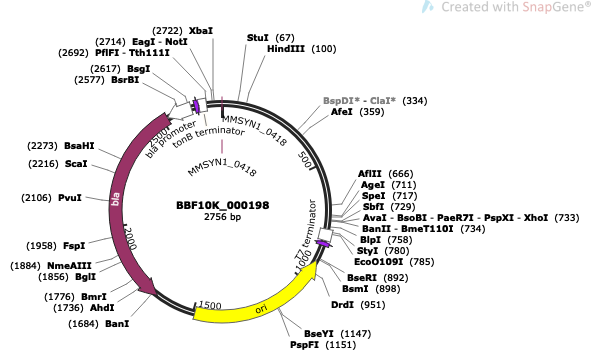 Created with SnapGene®
(2722) XbaI
(2714) EagI - NotI
(2692) PflFI - Tth111I
(2617) BsgI
(2577) BsrBI
StuI (67)
HindIII (100)
BspDI* - ClaI* (334)
AfeI (359)
MMSYN1_0418
tonB terminator
bla promoter
2500
500
MMSYN1_0418
(2273) BsaHI
(2216) ScaI
(2106) PvuI
(1958) FspI
(1884) NmeAIII
(1856) BglI
(1776) BmrI
(1736) AhdI
(1684) BanI
bla
2000
BBF10K_000198
2756 bp
AflII (666)
AgeI (711)
SpeI (717)
SbfI (729)
AvaI - BsoBI - PaeR7I - PspXI - XhoI (733)
BanII - BmeT110I (734)
BlpI (758)
StyI (780)
EcoO109I (785)
T7 terminator
1000
BseRI (892)
BsmI (898)
DrdI (951)
1500
ori
BseYI (1147)
PspFI (1151)